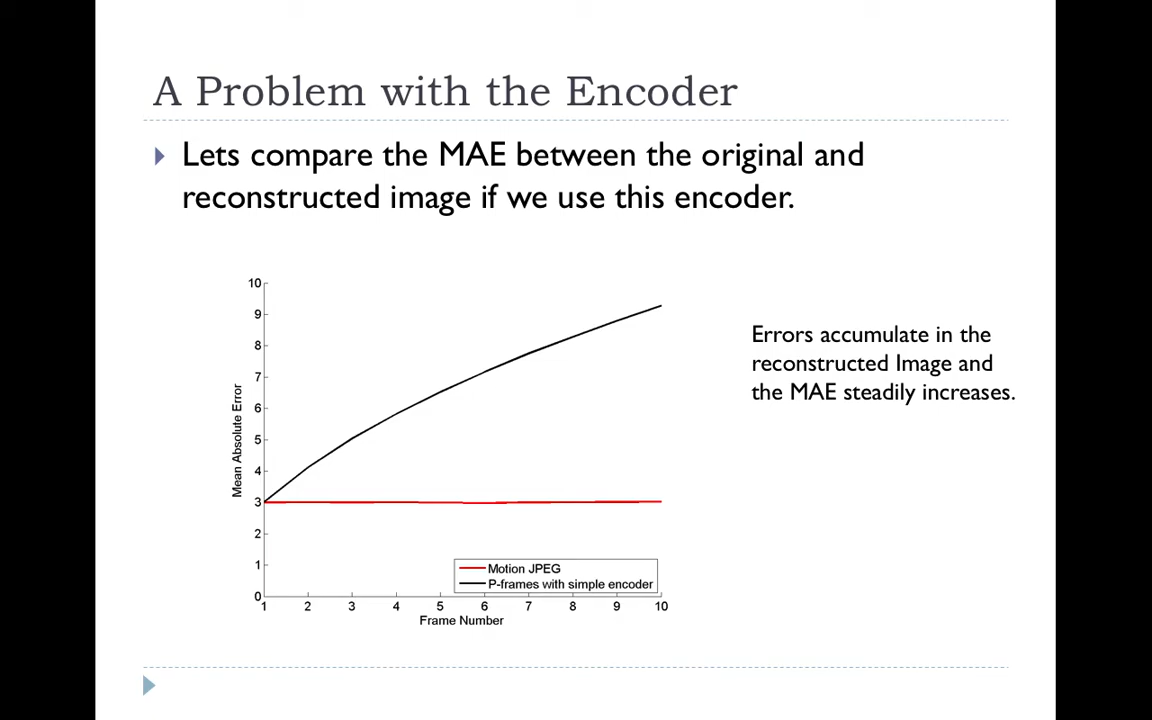 A Problem with the Encoder
Lets compare the MAE between the original and
reconstructed image if we use this encoder.
10
9
8
7
6
5
4
3
2
1
0
Mean Absolute Error
Errors accumulate in the
reconstructed Image and
the MAE steadily increases.
Motion JPEG
P-frames with simple encoder
1 2 3 4 5 6 7 8 9 10
Frame Number